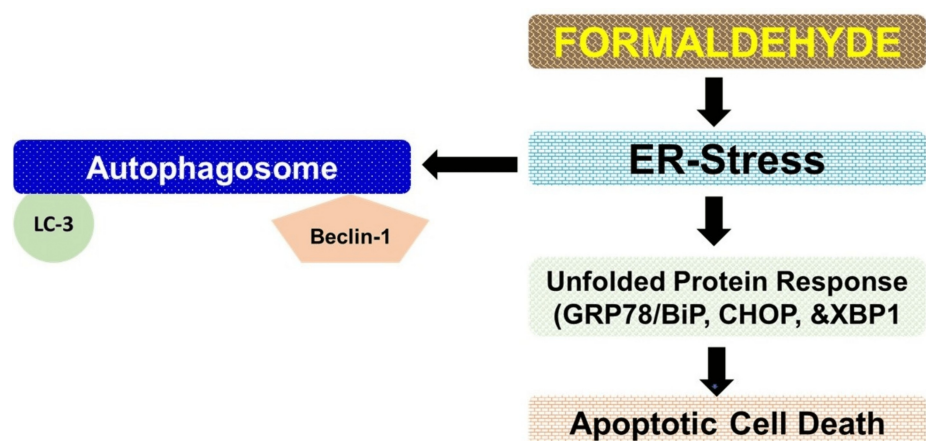 FORMALDEHYDE
ER-Stress
Autophagosome
LC-3
Beclin-1
Unfolded Protein Response
(GRP78/BiP, CHOP, &XBP1
Apoptotic Cell Death